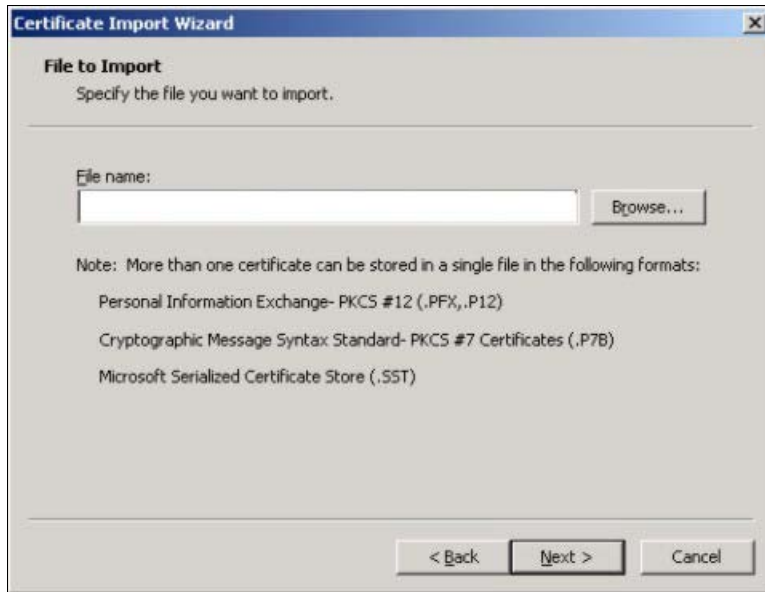 Certificate Import Wizard
File to Import
Specify the file you want to import.
File name:
Browse...
Note: More than one certificate can be stored in a single file in the following formats:
Personal Information Exchange- PKCS #12 (.PFX,.P12)
Cryptographic Message Syntax Standard- PKCS #7 Certificates (.P7B)
Microsoft Serialized Certificate Store (.SST)
< Back Next > Cancel